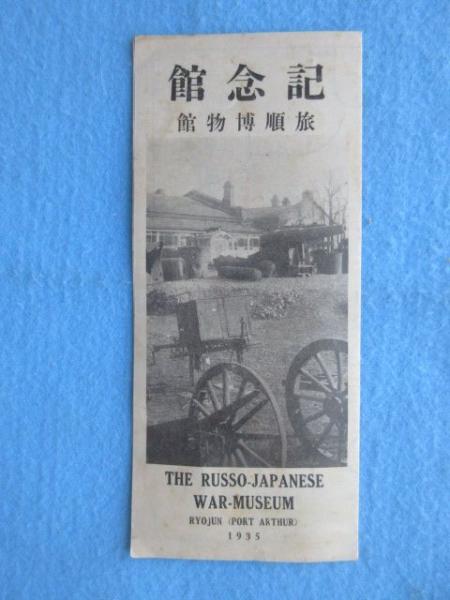 記念館
旅順博物館
THE RUSSO-JAPANESE
WAR-MUSEUM
RYOJUN (PORT ARTHUR)
1935